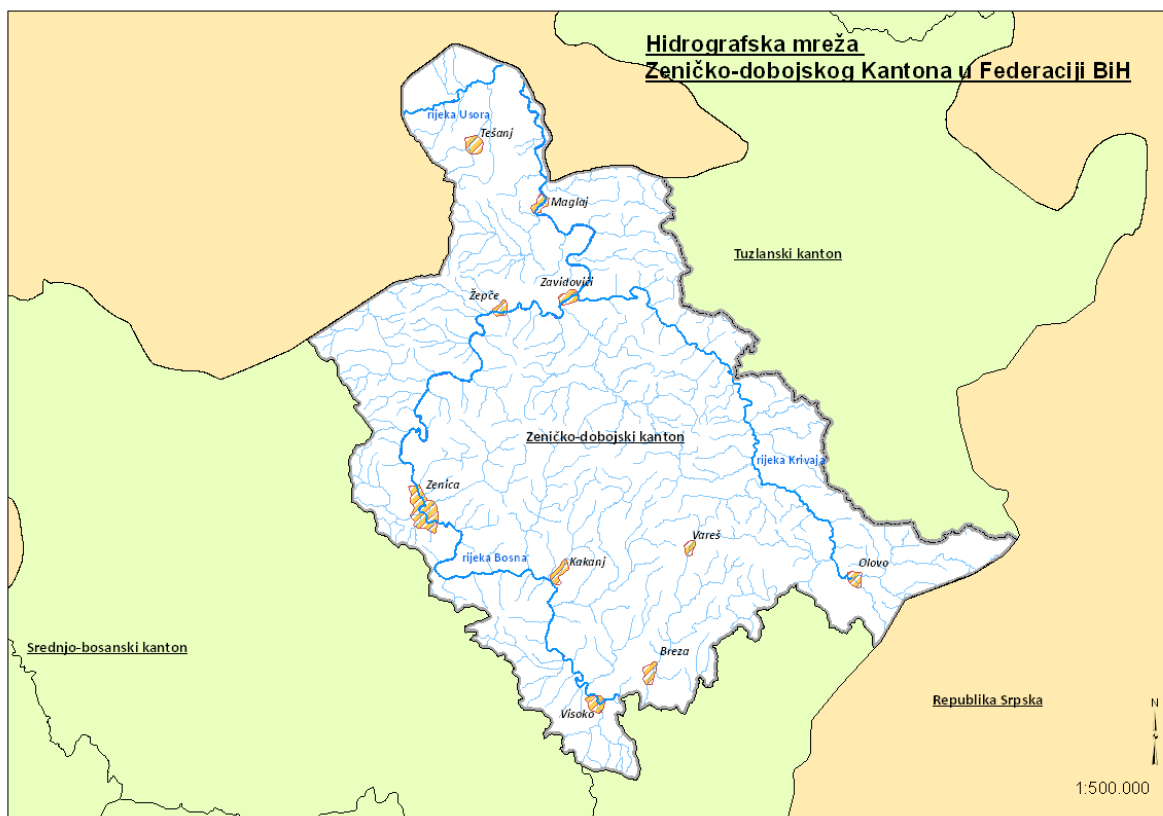 Hidrografska mreža
Zeničko-dobojskog Kantona u Federaciji BiH
rijeka Usora
Tešanj
Maglaj
Tuzlanski kanton
Zavidovići
Žepče
Zeničko-dobojski kanton
rijeka Krivaja
Zenica
Vareš
rijeka Bosna
Kakanj
Olovo
Srednjo-bosanski kanton
Breza
Republika Srpska
Visoko
N
1:500.000